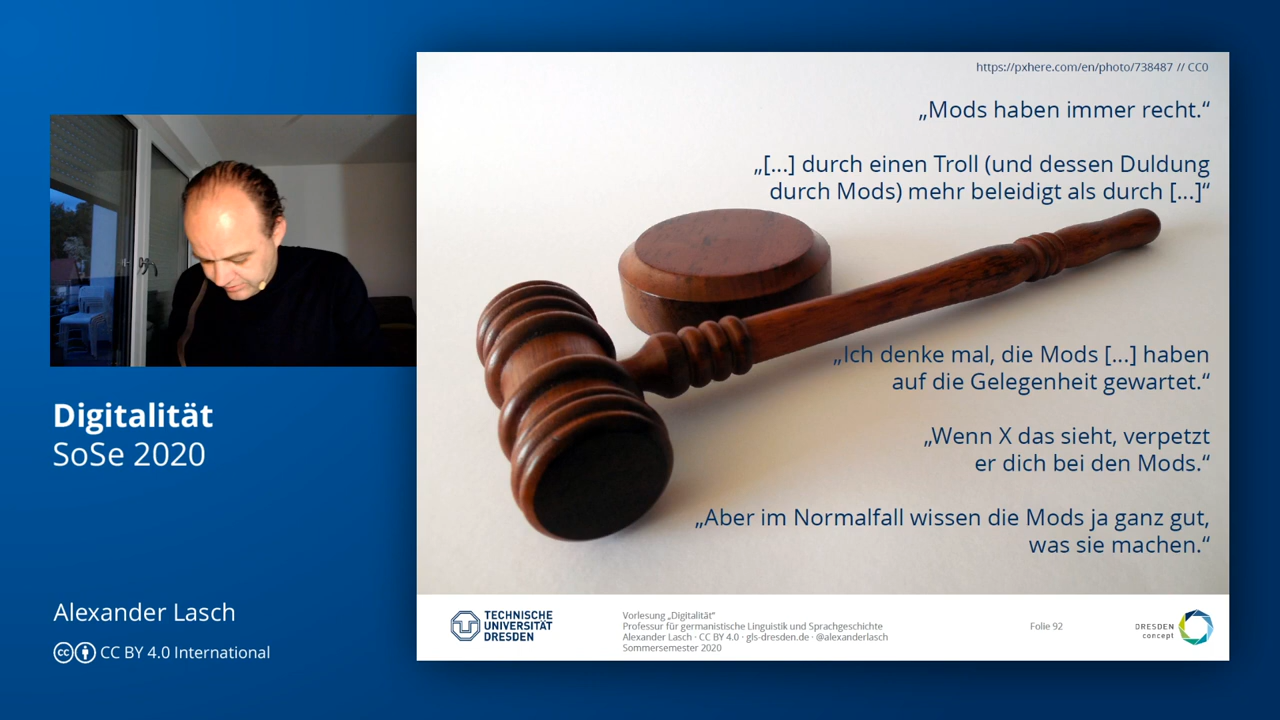 https://pxhere.com/en/photo/738487 // CC0
„Mods haben immer recht.“
„[...] durch einen Troll (und dessen Duldung
durch Mods) mehr beleidigt als durch [...]“
„Ich denke mal, die Mods [...] haben
auf die Gelegenheit gewartet.“
„Wenn X das sieht, verpetzt
er dich bei den Mods.“
„Aber im Normalfall wissen die Mods ja ganz gut,
was sie machen.“
Digitalität
SoSe 2020
Alexander Lasch
CC BY 4.0 International
TECHNISCHE
UNIVERSITÄT
DRESDEN
Vorlesung „Digitalität“
Professur für germanistische Linguistik und Sprachgeschichte
Alexander Lasch · CC BY 4.0 · gls-dresden.de · @alexanderlasch
Sommersemester 2020
Folie 92
DRESDEN
concept